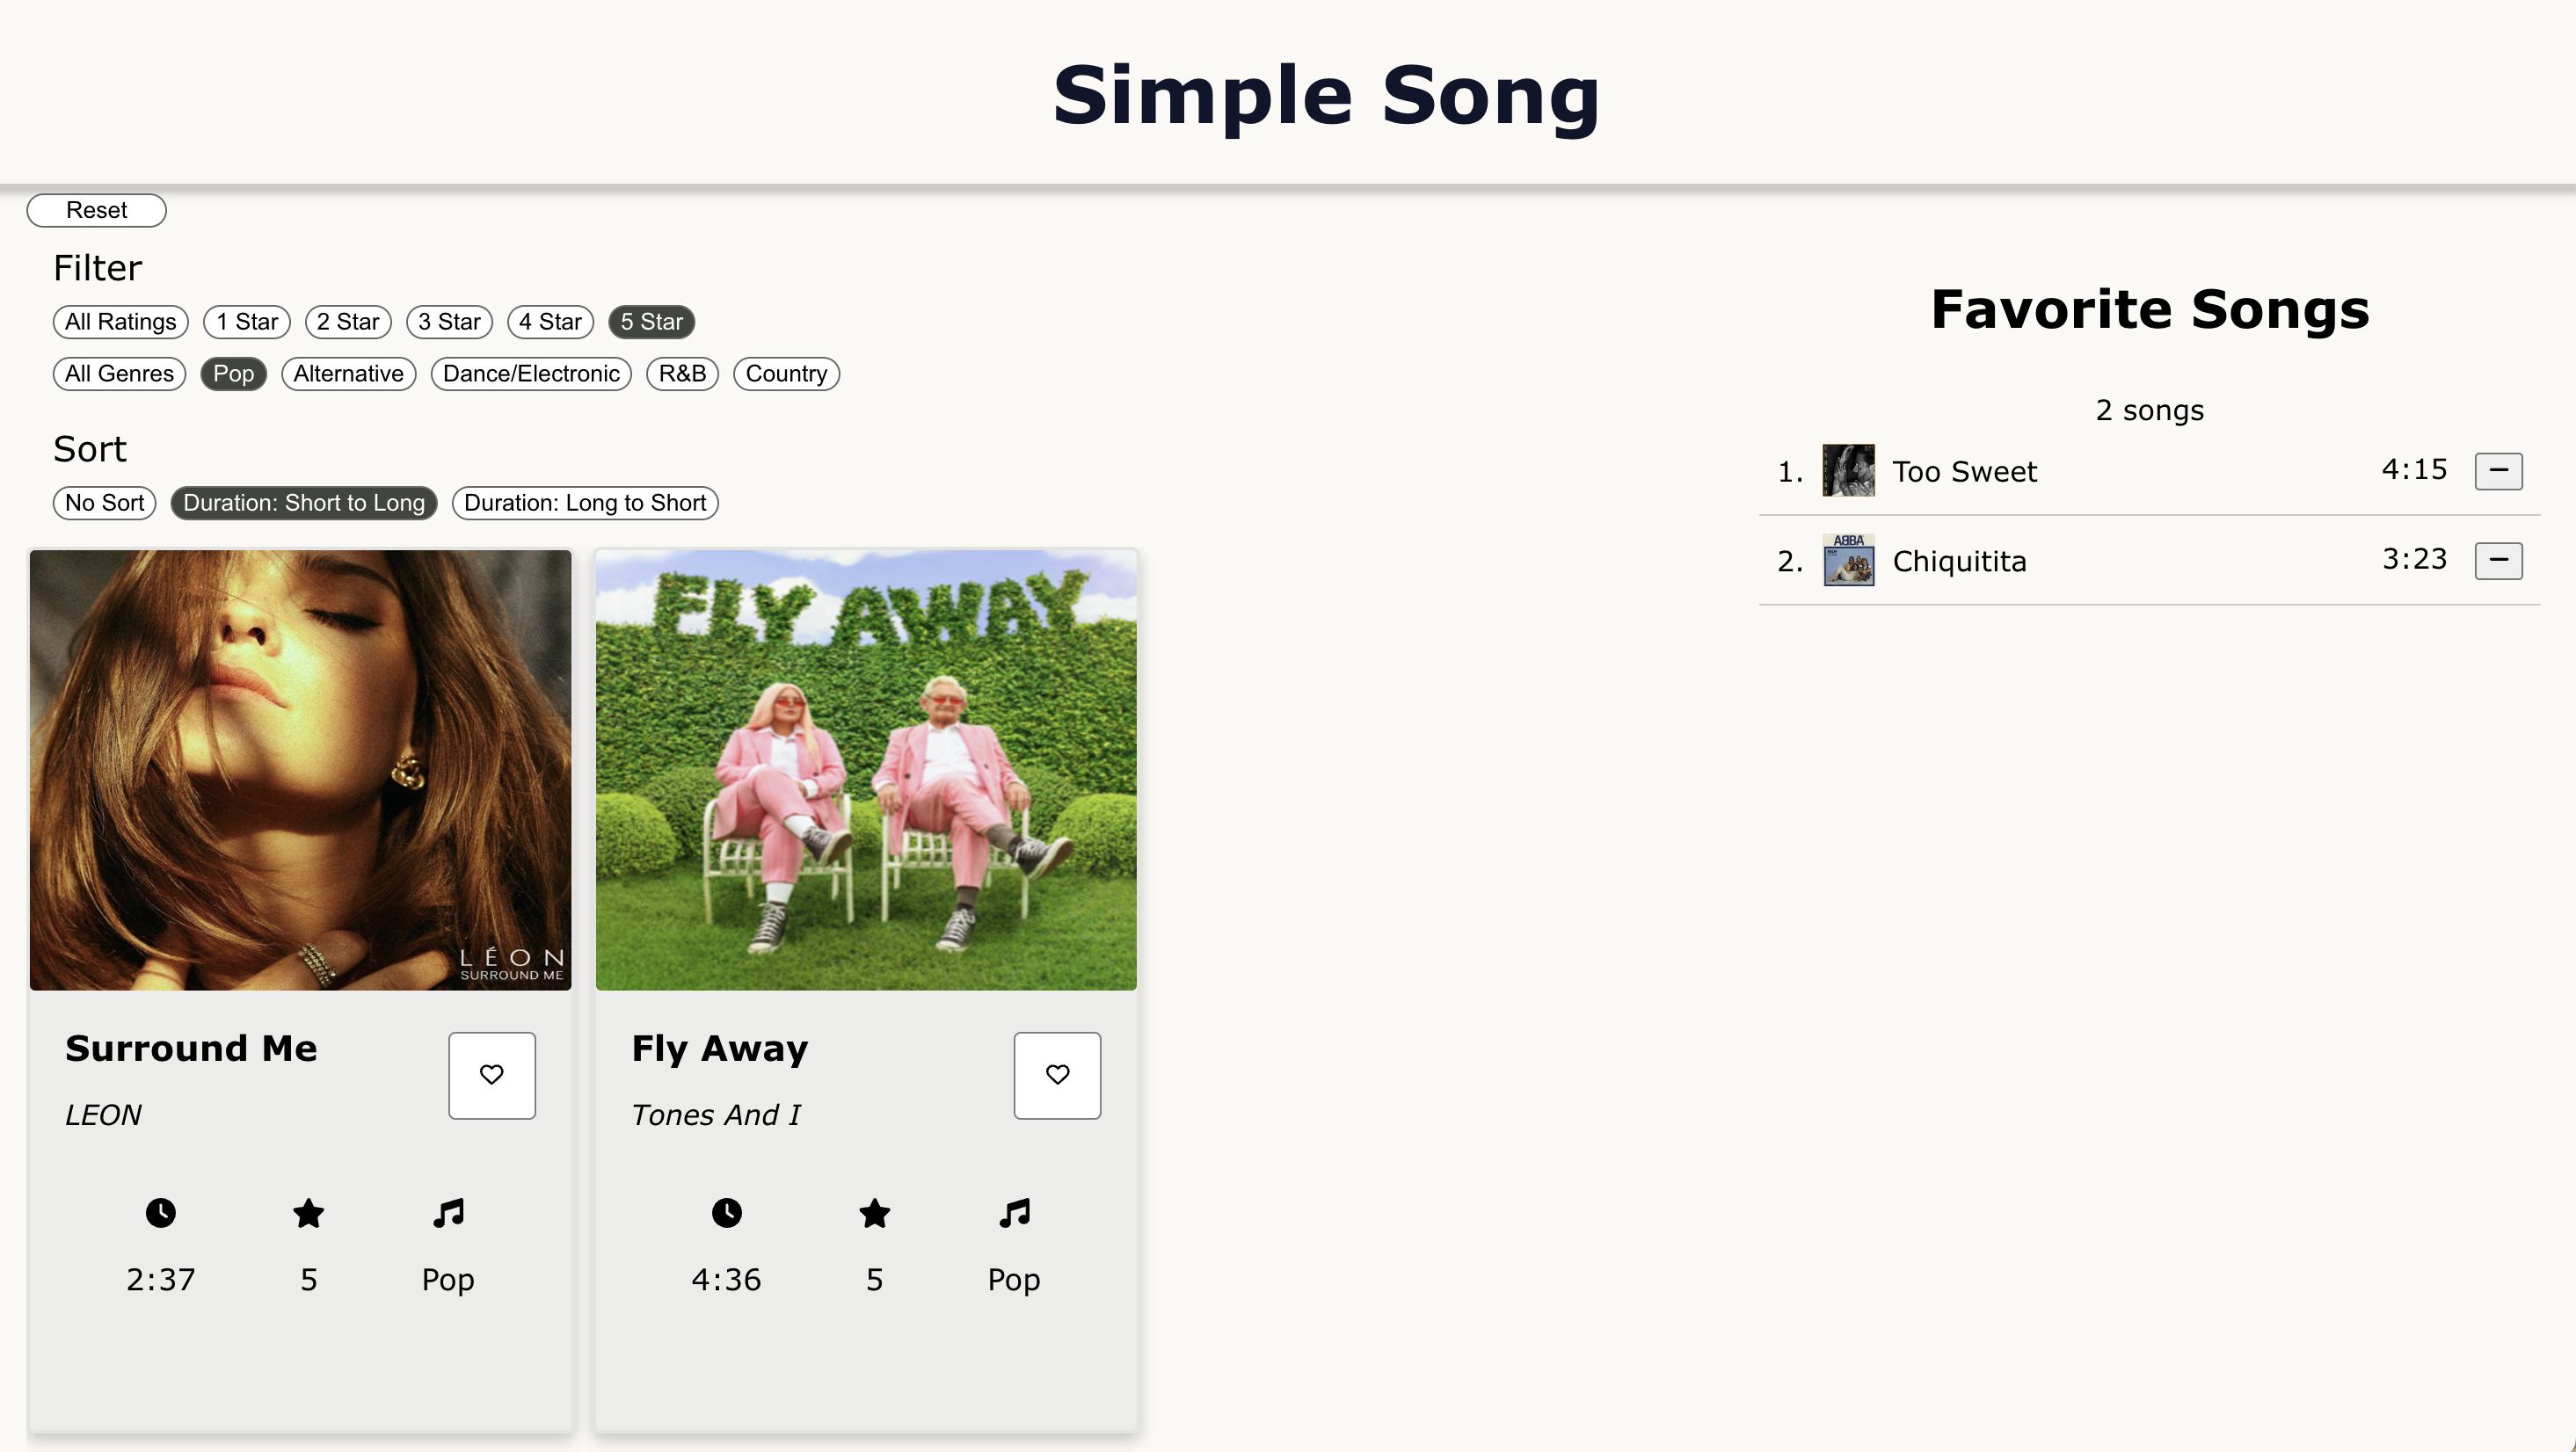 Simple Song
Reset
Filter
All Ratings 1 Star 2 Star 3 Star 4 Star 5 Star
All Genres Pop Alternative Dance/Electronic R&B Country
Sort
No Sort Duration: Short to Long Duration: Long to Short
LÉON
SURROUND ME
Surround Me
LEON
2:37 5 Pop
FLY AWAY
Fly Away
Tones And I
4:36 5 Pop
Favorite Songs
2 songs
1. Too Sweet 4:15
ABBA
2. Chiquitita 3:23